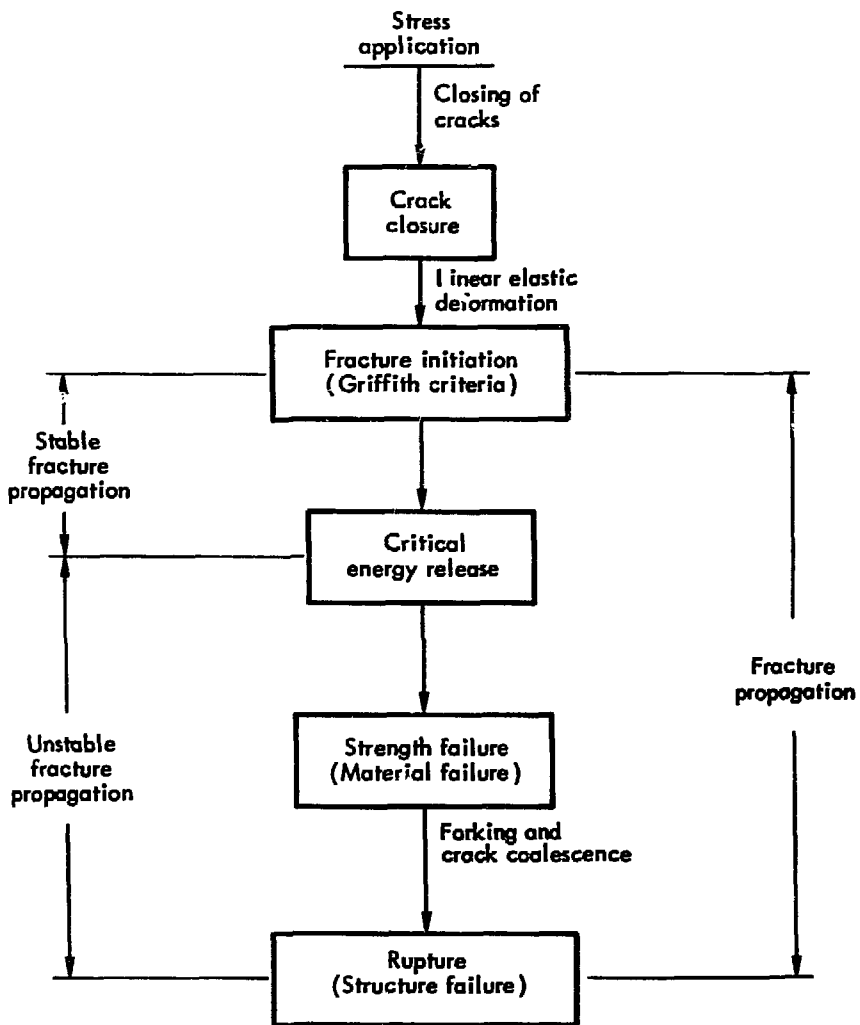 Stress
application
Closing of
cracks
Crack
closure
Linear elastic
deformation
Fracture initiation
(Griffith criteria)
Stable
fracture
propagation
Critical
energy release
Fracture
propagation
Unstable
fracture
propagation
Strength failure
(Material failure)
Forking and
crack coalescence
Rupture
(Structure failure)